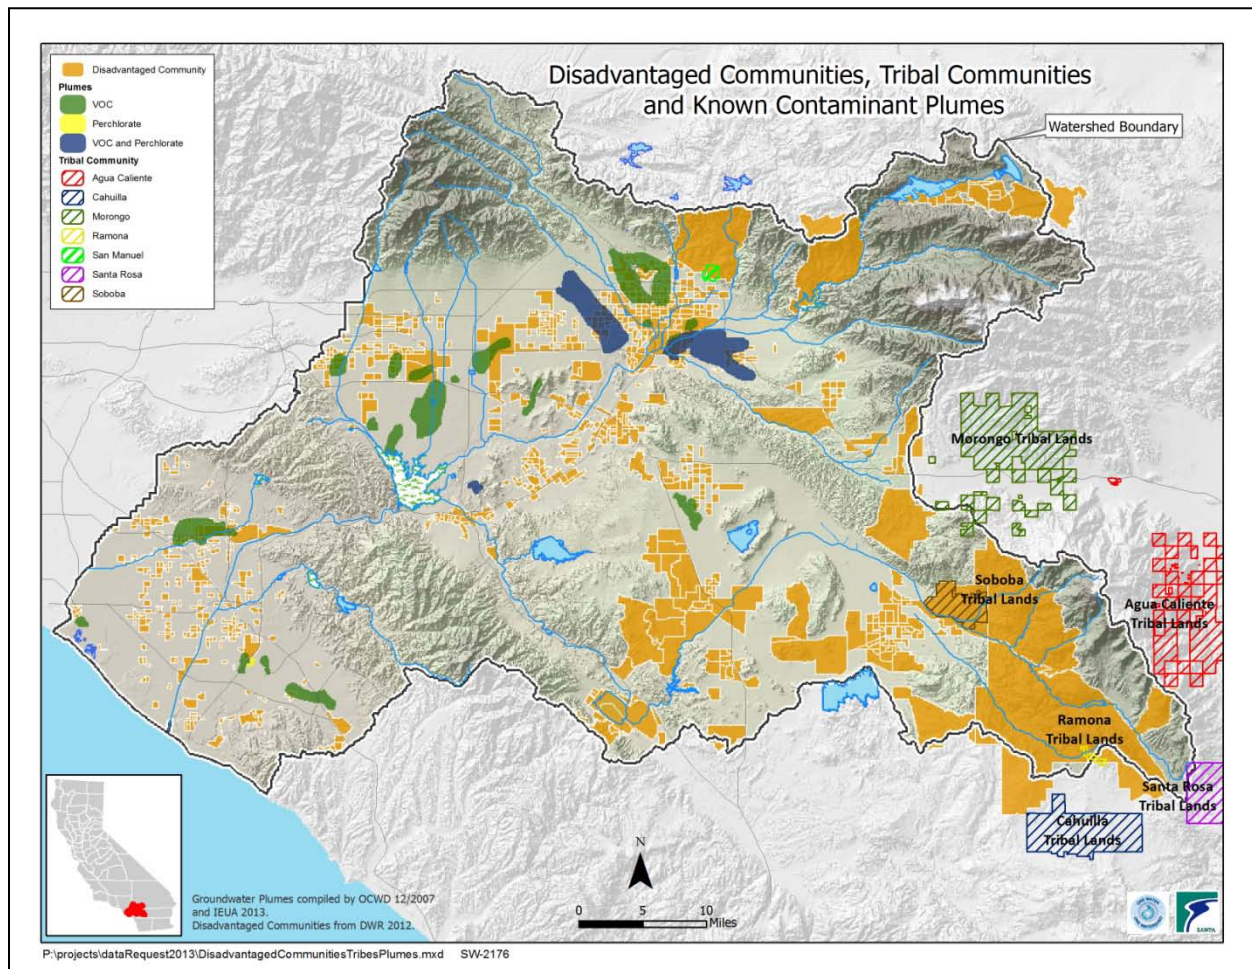 Disadvantaged Communities, Tribal Communities
and Known Contaminant Plumes
Disadvantaged Community
Plumes
VOC
Perchlorate
VOC and Perchlorate
Tribal Community
Agua Caliente
Cahuilla
Morongo
Ramona
San Manuel
Santa Rosa
Soboba
Watershed Boundary
Morongo Tribal Lands
Soboba
Tribal Lands
Agua Caliente
Tribal Lands
Ramona
Tribal Lands
Santa Rosa
Tribal Lands
Cahuilla
Tribal Lands
N
0 5 10
Miles
Groundwater Plumes compiled by OCWD 12/2007
and IEUA 2013.
Disadvantaged Communities from DWR 2012.
SAWPA
P:\projects\dataRequest2013\DisadvantagedCommunitiesTribesPlumes.mxd SW-2176